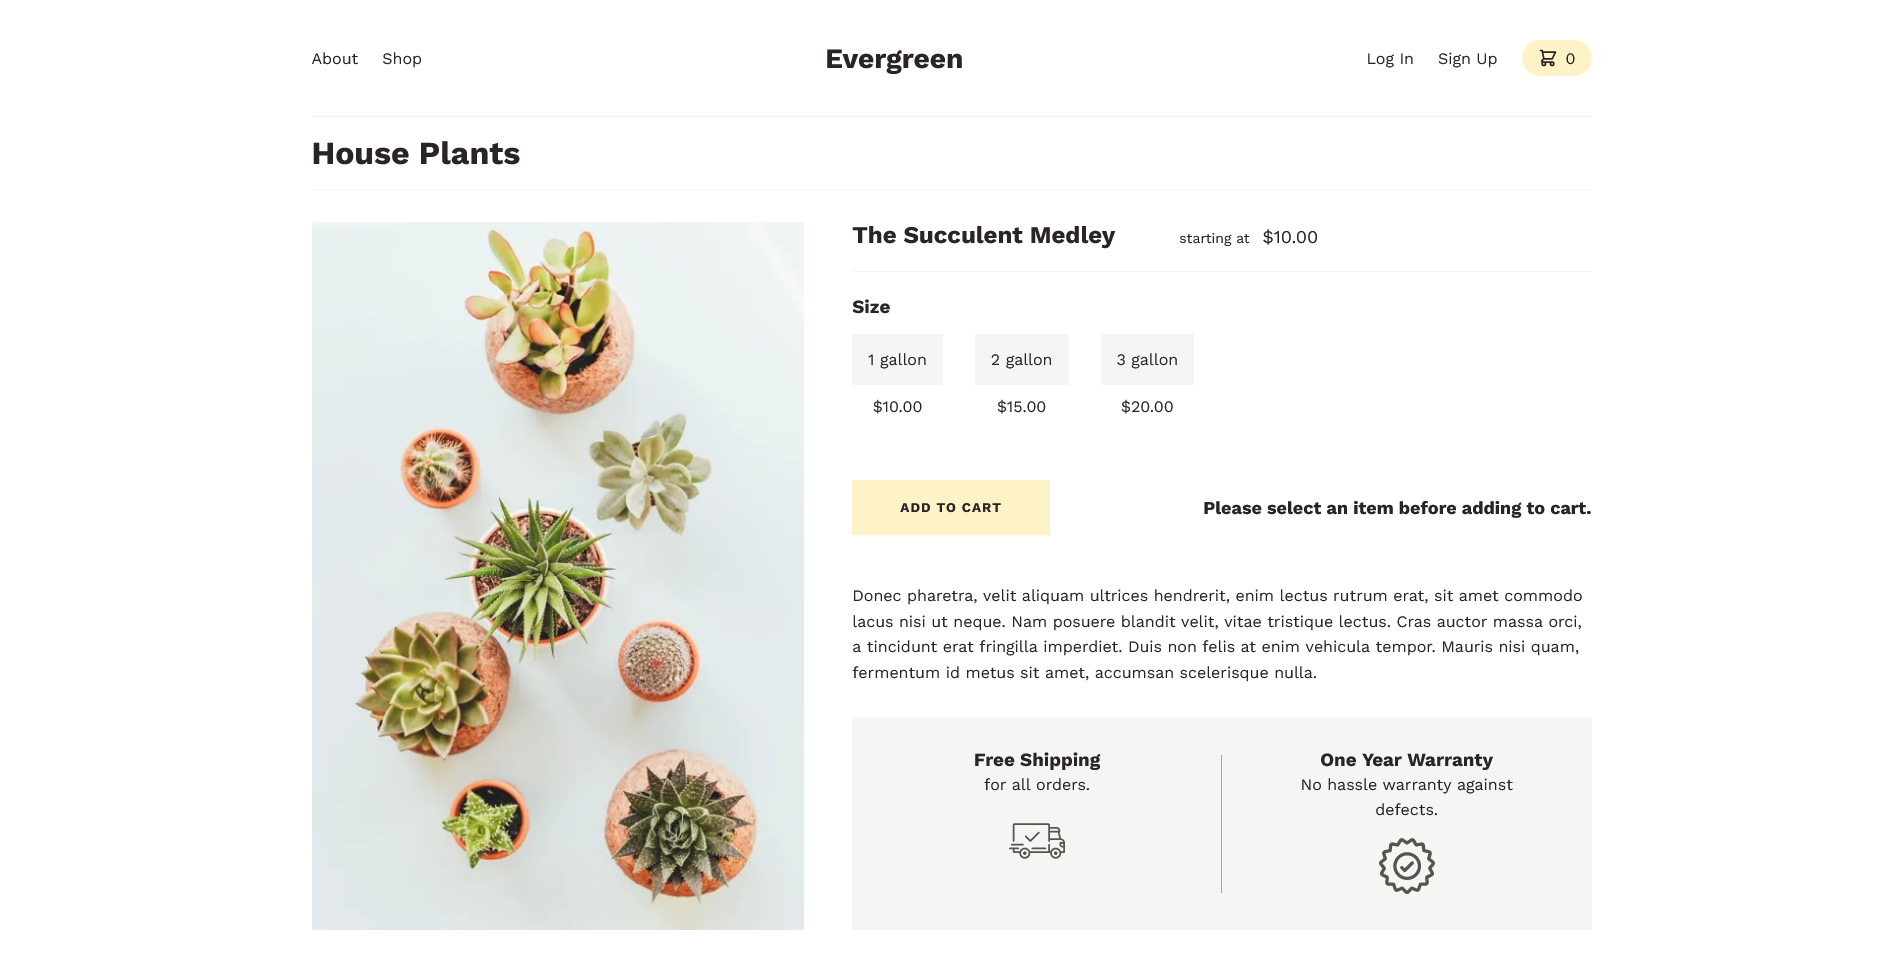 About Shop Evergreen Log In Sign Up 0
House Plants
The Succulent Medley starting at $10.00
Size
1 gallon 2 gallon 3 gallon
$10.00 $15.00 $20.00
ADD TO CART Please select an item before adding to cart.
Donec pharetra, velit aliquam ultrices hendrerit, enim lectus rutrum erat, sit amet commodo
lacus nisi ut neque. Nam posuere blandit velit, vitae tristique lectus. Cras auctor massa orci,
a tincidunt erat fringilla imperdiet. Duis non felis at enim vehicula tempor. Mauris nisi quam,
fermentum id metus sit amet, accumsan scelerisque nulla.
Free Shipping
for all orders.
One Year Warranty
No hassle warranty against
defects.